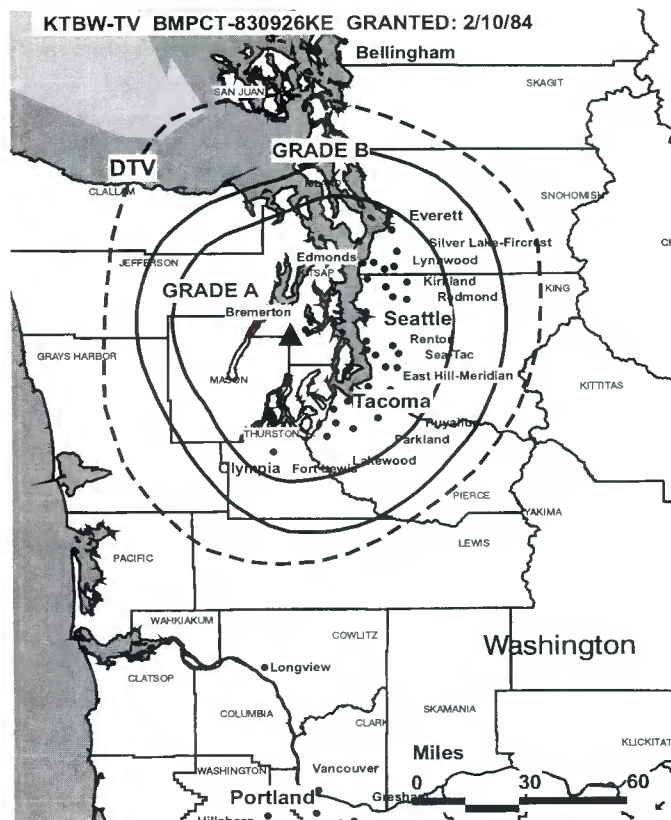 KTBW-TV BMPCT-830926KE GRANTED: 2/10/84
Bellingham
SKAGIT
SAN JUAN
GRADE B
DTV
CLALLAM
SNOHOMISH
Everett
Silver Lake-Fircrest
JEFFERSON
Edmonds
Lynnwood
Kirkland
GRADE A
Redmond
KING
Bremerton
Seattle
Renton
GRAYS HARBOR
Sea-Tac
MASON
East Hill-Meridian
KITTITAS
Tacoma
THURSTON
Parkland
Olympia
Fort Lewis
Lakewood
PIERCE
YAKIMA
LEWIS
PACIFIC
WAHKIAKUM
COWLITZ
Washington
Longview
CLATSOP
COLUMBIA
CLARK
SKAMANIA
KLICKITAT
Miles
WASHINGTON
Vancouver
0 30 60
Portland
Gresham